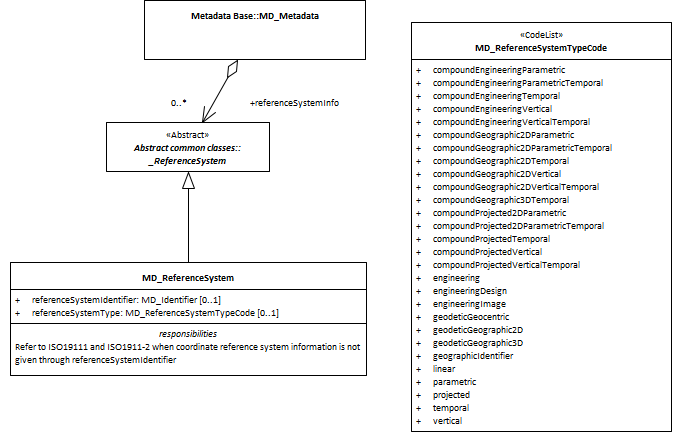 Metadata Base::MD_Metadata
0..*
+referenceSystemInfo
«Abstract»
Abstract common classes::
_ReferenceSystem
MD_ReferenceSystem
+ referenceSystemIdentifier: MD_Identifier [0..1]
+ referenceSystemType: MD_ReferenceSystemTypeCode [0..1]
responsibilities
Refer to ISO19111 and ISO1911-2 when coordinate reference system information is not
given through referenceSystemIdentifier
«CodeList»
MD_ReferenceSystemTypeCode
+ compoundEngineeringParametric
+ compoundEngineeringParametricTemporal
+ compoundEngineeringTemporal
+ compoundEngineeringVertical
+ compoundEngineeringVerticalTemporal
+ compoundGeographic2DParametric
+ compoundGeographic2DParametricTemporal
+ compoundGeographic2DTemporal
+ compoundGeographic2DVertical
+ compoundGeographic2DVerticalTemporal
+ compoundGeographic3DTemporal
+ compoundProjected2DParametric
+ compoundProjected2DParametricTemporal
+ compoundProjectedTemporal
+ compoundProjectedVertical
+ compoundProjectedVerticalTemporal
+ engineering
+ engineeringDesign
+ engineeringImage
+ geodeticGeocentric
+ geodeticGeographic2D
+ geodeticGeographic3D
+ geographicIdentifier
+ linear
+ parametric
+ projected
+ temporal
+ vertical